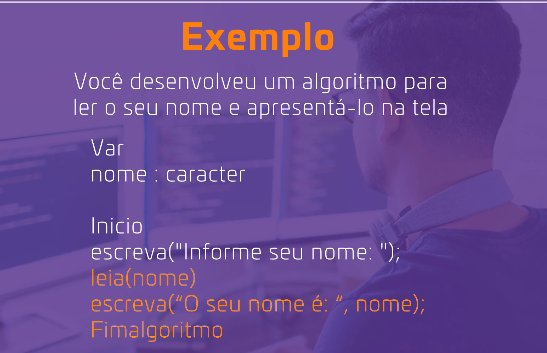 Exemplo
Você desenvolveu um algoritmo para
ler o seu nome e apresentá-lo na tela
Var
nome : caracter
Inicio
escreva("Informe seu nome: ");
leia(nome)
escreva(“O seu nome é: “, nome);
Fimalgoritmo